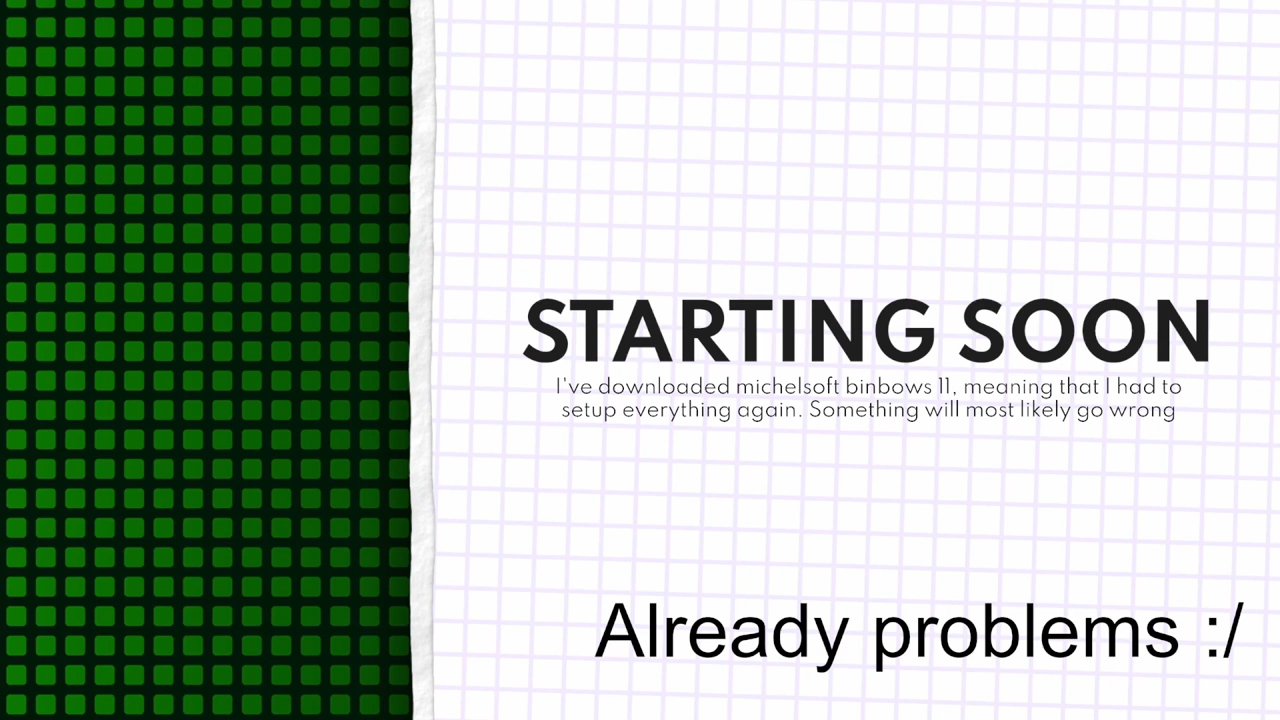 STARTING SOON
I've downloaded michelsoft binbows 11, meaning that I had to
setup everything again. Something will most likely go wrong
Already problems :/